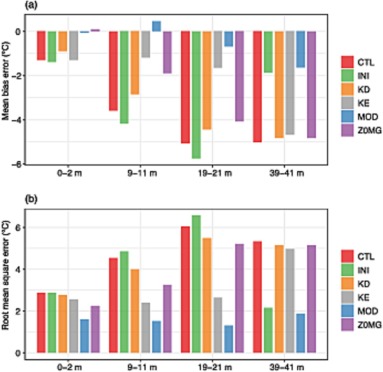 (a)
Mean bias error (°C)
0
−2
−4
−6
0−2 m
9−11 m
19−21 m
39−41 m
CTL
INI
KD
KE
MOD
Z0MG
(b)
Root mean square error (°C)
6
4
2
0
0−2 m
9−11 m
19−21 m
39−41 m
CTL
INI
KD
KE
MOD
Z0MG